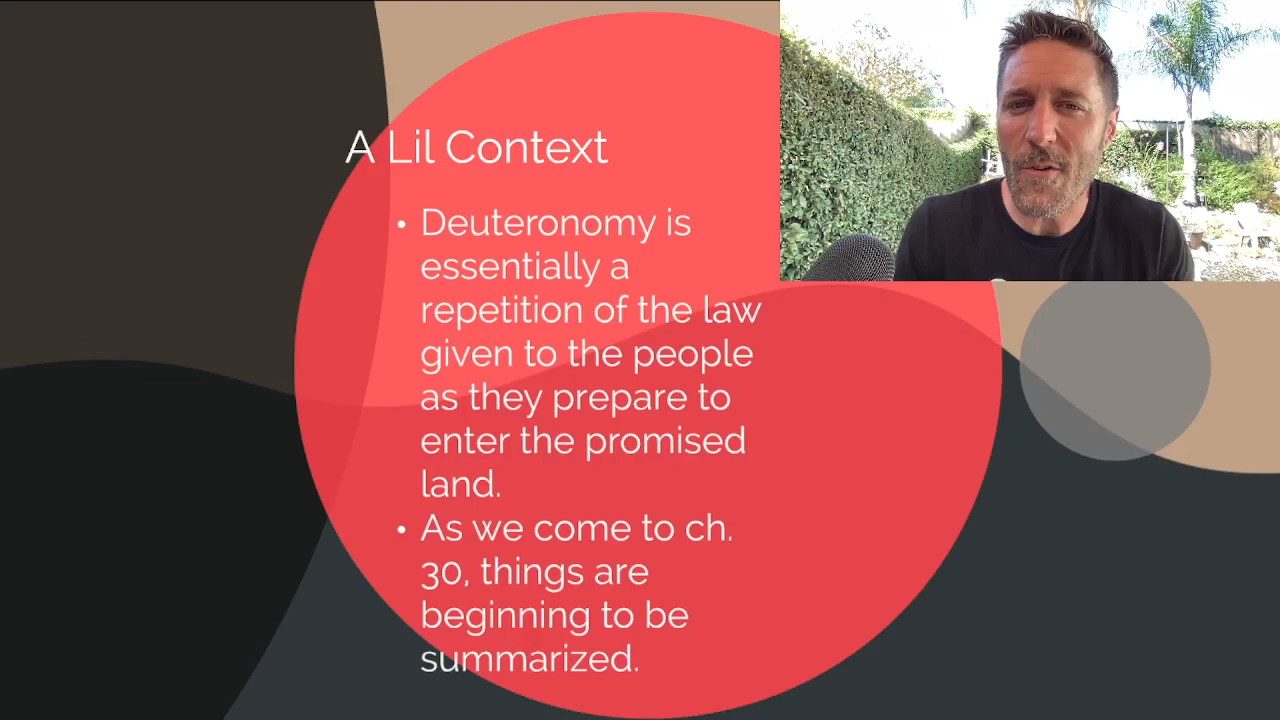 A Lil Context
• Deuteronomy is
essentially a
repetition of the law
given to the people
as they prepare to
enter the promised
land.
• As we come to ch.
30, things are
beginning to be
summarized.